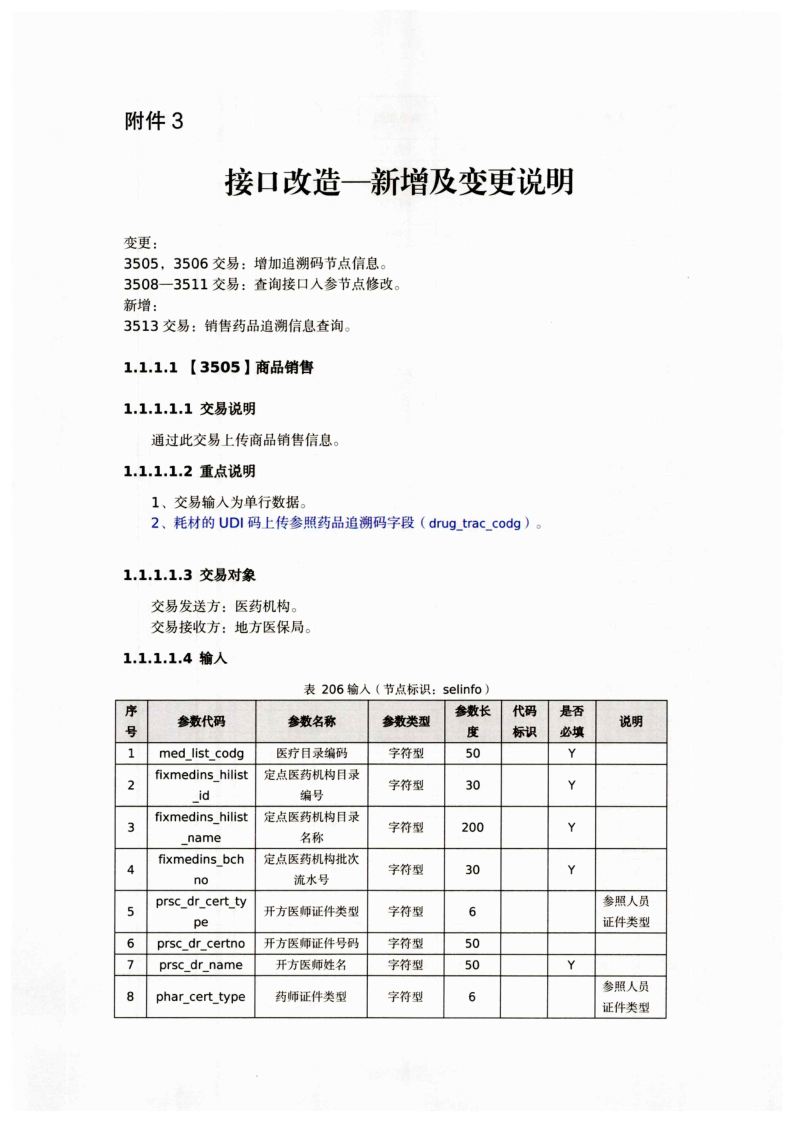 附件 3
接口改造—新增及变更说明
变更：
3505，3506 交易：增加追溯码节点信息。
3508—3511 交易：查询接口入参节点修改。
新增：
3513 交易：销售药品追溯信息查询。
1.1.1.1 【3505】商品销售
1.1.1.1.1 交易说明
通过此交易上传商品销售信息。
1.1.1.1.2 重点说明
1、交易输入为单行数据。
2、耗材的 UDI 码上传参照药品追溯码字段（drug_trac_codg）。
1.1.1.1.3 交易对象
交易发送方：医药机构。
交易接收方：地方医保局。
1.1.1.1.4 输入
表 206 输入（节点标识：selinfo）
序号 参数代码 参数名称 参数类型 参数长度 代码标识 是否必填 说明
1 med_list_codg 医疗目录编码 字符型 50 Y
2 fixmedins_hilist_id 定点医药机构目录编号 字符型 30 Y
3 fixmedins_hilist_name 定点医药机构目录名称 字符型 200 Y
4 fixmedins_bchno 定点医药机构批次流水号 字符型 30 Y
5 prsc_dr_cert_type 开方医师证件类型 字符型 6 参照人员证件类型
6 prsc_dr_certno 开方医师证件号码 字符型 50
7 prsc_dr_name 开方医师姓名 字符型 50 Y
8 phar_cert_type 药师证件类型 字符型 6 参照人员证件类型